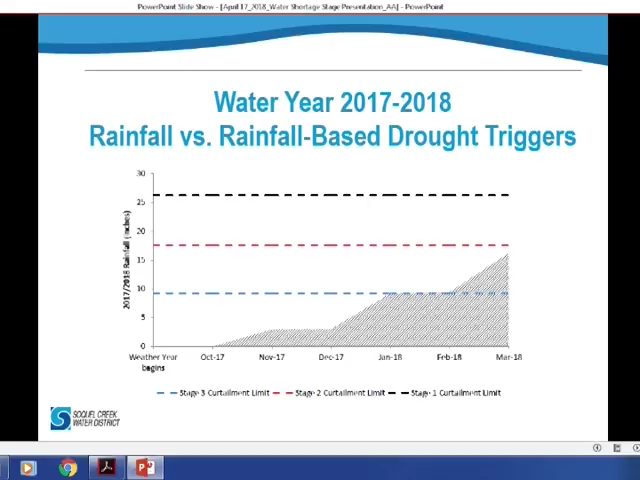 PowerPoint Slide Show - [April 17_2018_Water Shortage Stage Presentation_AA] - PowerPoint
Water Year 2017-2018
Rainfall vs. Rainfall-Based Drought Triggers
2017/2018 Rainfall (inches)
30
25
20
15
10
5
0
Weather Year begins
Oct-17
Nov-17
Dec-17
Jan-18
Feb-18
Mar-18
Stage 3 Curtailment Limit
Stage 2 Curtailment Limit
Stage 1 Curtailment Limit
SOQUEL CREEK
WATER DISTRICT